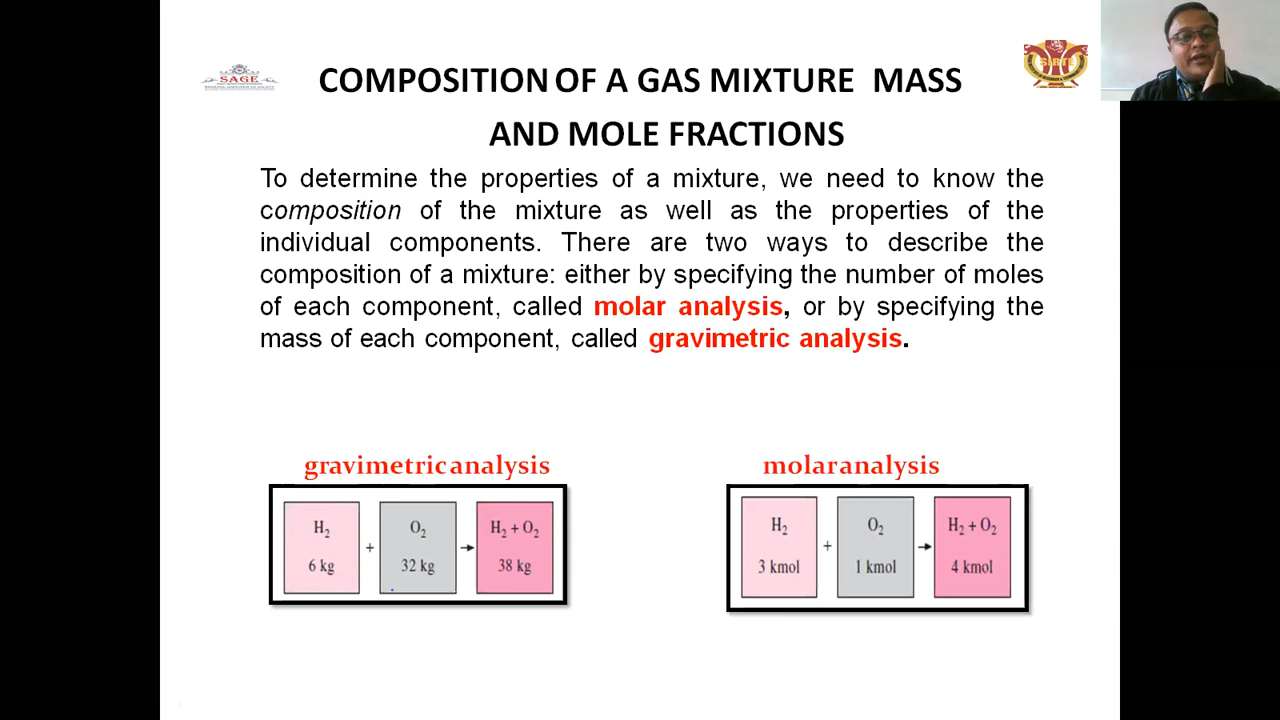 SAGE
SIRTE
COMPOSITION OF A GAS MIXTURE MASS
AND MOLE FRACTIONS
To determine the properties of a mixture, we need to know the
composition of the mixture as well as the properties of the
individual components. There are two ways to describe the
composition of a mixture: either by specifying the number of moles
of each component, called molar analysis, or by specifying the
mass of each component, called gravimetric analysis.
gravimetric analysis
H₂ + O₂ → H₂ + O₂
6 kg 32 kg 38 kg
molar analysis
H₂ + O₂ → H₂ + O₂
3 kmol 1 kmol 4 kmol